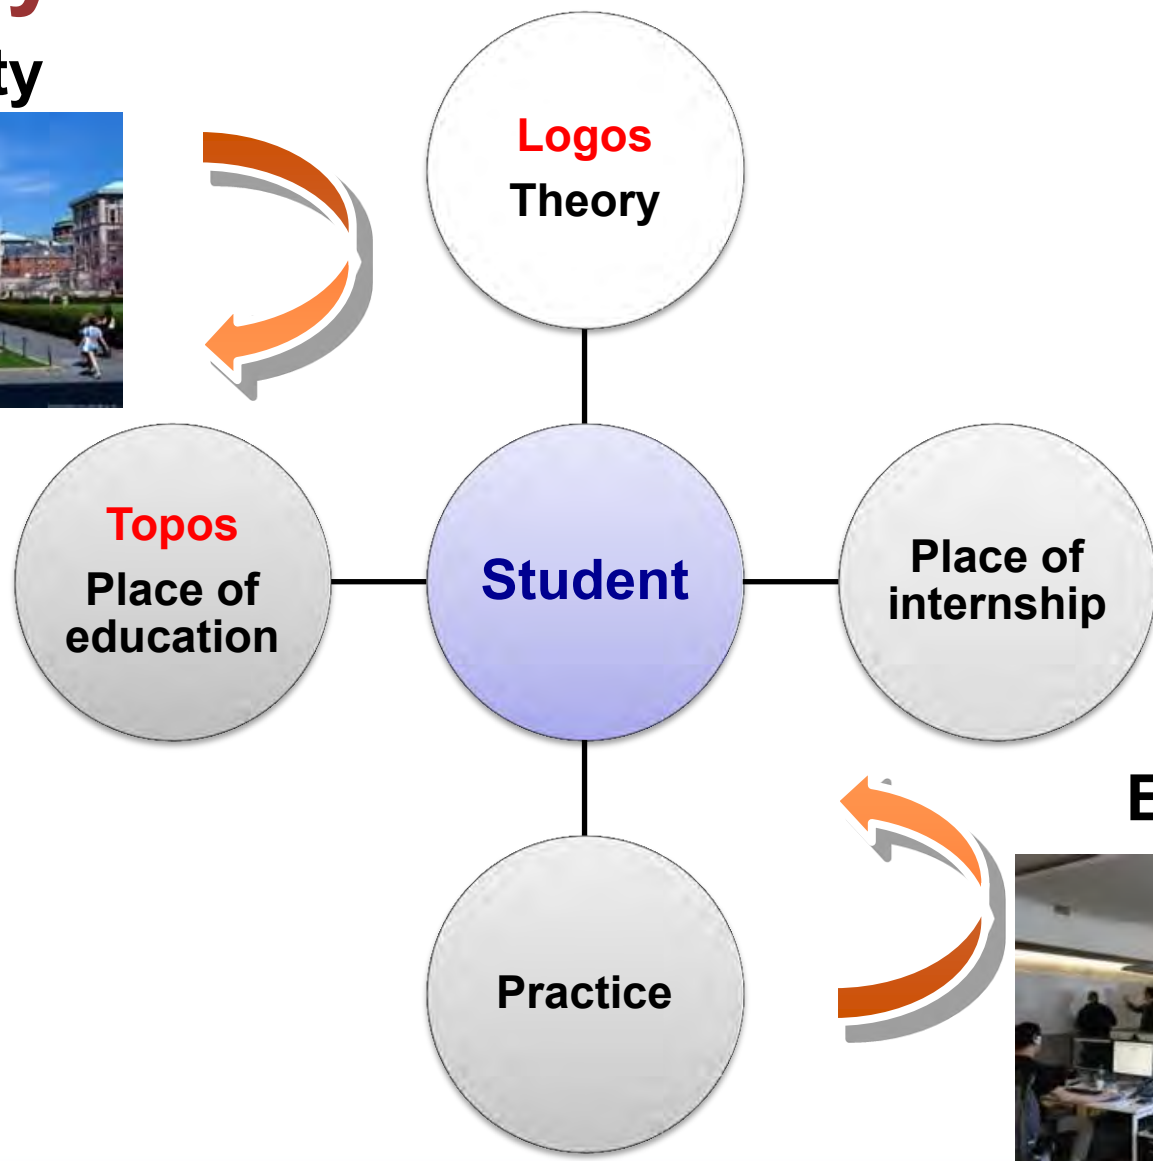 y
ty
Logos
Theory
Topos
Place of
education
Student
Place of
internship
E
Practice